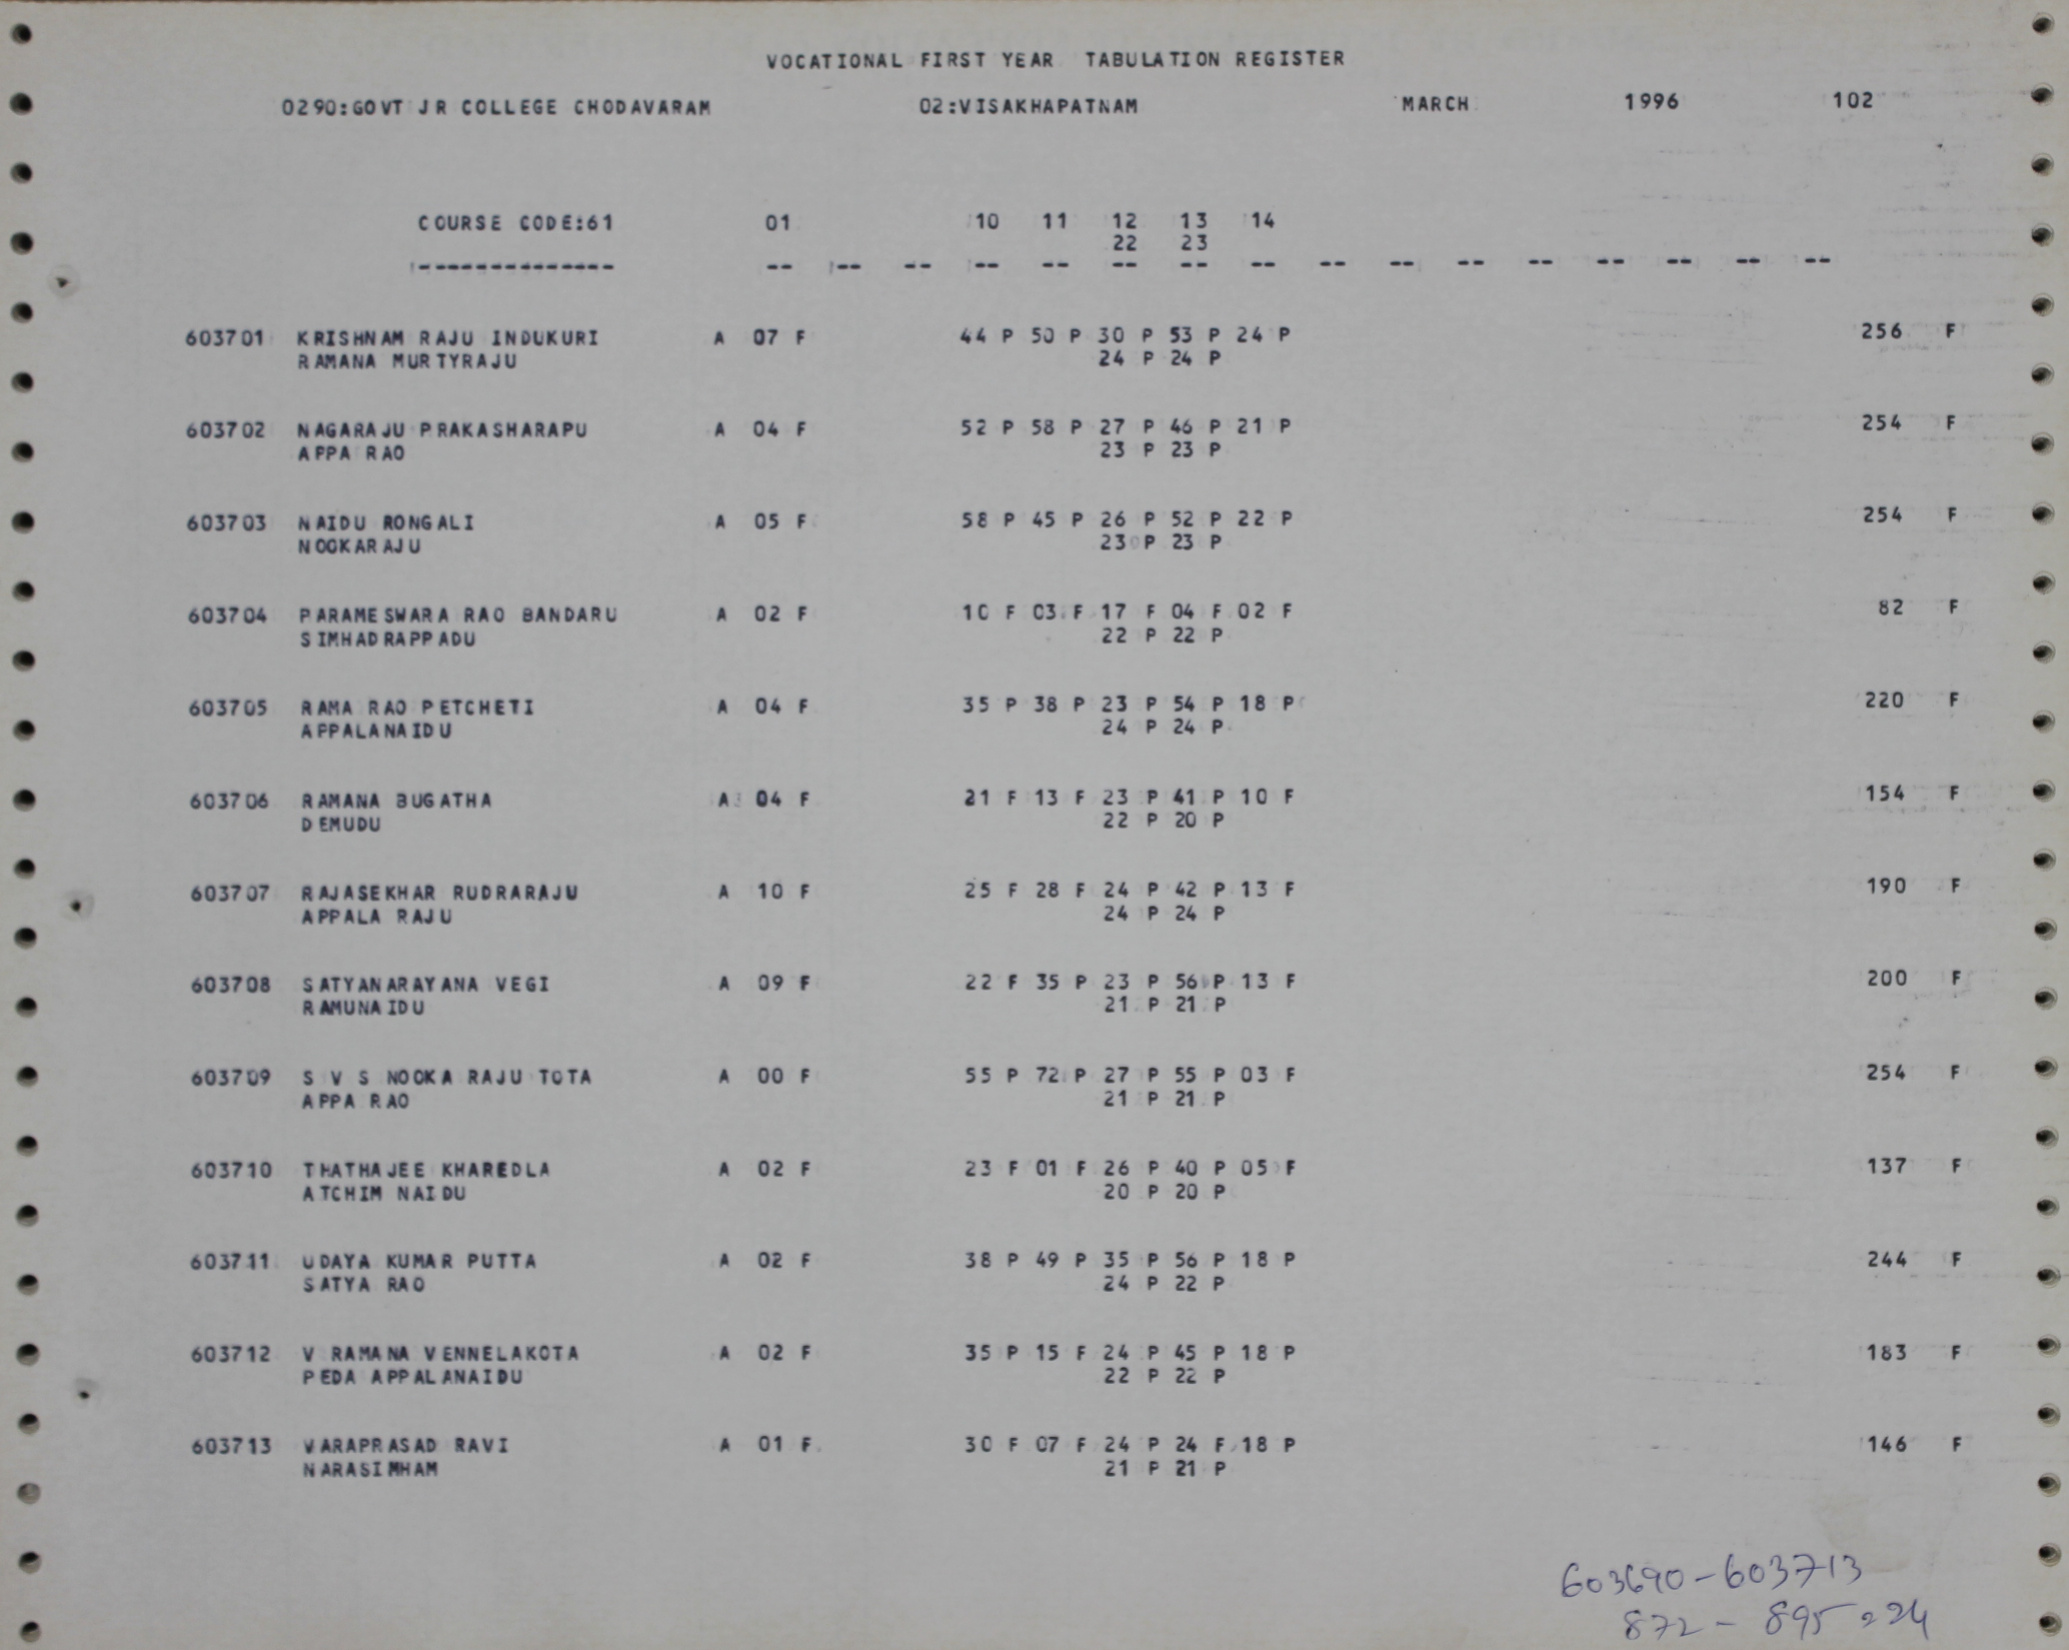 VOCATIONAL FIRST YEAR TABULATION REGISTER
0290:GOVT JR COLLEGE CHODAVARAM 02:VISAKHAPATNAM MARCH 1996 102
COURSE CODE:61 01 10 11 12 13 14
22 23
-------------- -- -- -- -- -- -- -- -- -- -- -- -- -- -- -- --
603701 KRISHNAM RAJU INDUKURI A 07 F 44 P 50 P 30 P 53 P 24 P 256 F
RAMANA MURTYRAJU 24 P 24 P
603702 NAGARAJU PRAKASHARAPU A 04 F 52 P 58 P 27 P 46 P 21 P 254 F
APPA RAO 23 P 23 P
603703 NAIDU RONGALI A 05 F 58 P 45 P 26 P 52 P 22 P 254 F
NOOKARAJU 23 P 23 P
603704 PARAMESWARA RAO BANDARU A 02 F 10 F 03 F 17 F 04 F 02 F 82 F
SIMHADRAPPADU 22 P 22 P
603705 RAMA RAO PETCHETI A 04 F 35 P 38 P 23 P 54 P 18 P 220 F
APPALANAIDU 24 P 24 P
603706 RAMANA BUGATHA A 04 F 21 F 13 F 23 P 41 P 10 F 154 F
DEMUDU 22 P 20 P
603707 RAJASEKHAR RUDRARAJU A 10 F 25 F 28 F 24 P 42 P 13 F 190 F
APPALA RAJU 24 P 24 P
603708 SATYANARAYANA VEGI A 09 F 22 F 35 P 23 P 56 P 13 F 200 F
RAMUNAIDU 21 P 21 P
603709 S V S NOOKA RAJU TOTA A 00 F 55 P 72 P 27 P 55 P 03 F 254 F
APPA RAO 21 P 21 P
603710 THATHAJEE KHAREDLA A 02 F 23 F 01 F 26 P 40 P 05 F 137 F
ATCHIM NAIDU 20 P 20 P
603711 UDAYA KUMAR PUTTA A 02 F 38 P 49 P 35 P 56 P 18 P 244 F
SATYA RAO 24 P 22 P
603712 V RAMANA VENNELAKOTA A 02 F 35 P 15 F 24 P 45 P 18 P 183 F
PEDA APPALANAIDU 22 P 22 P
603713 VARAPRASAD RAVI A 01 F 30 F 07 F 24 P 24 F 18 P 146 F
NARASIMHAM 21 P 21 P
603690-603713
872 - 895 = 24